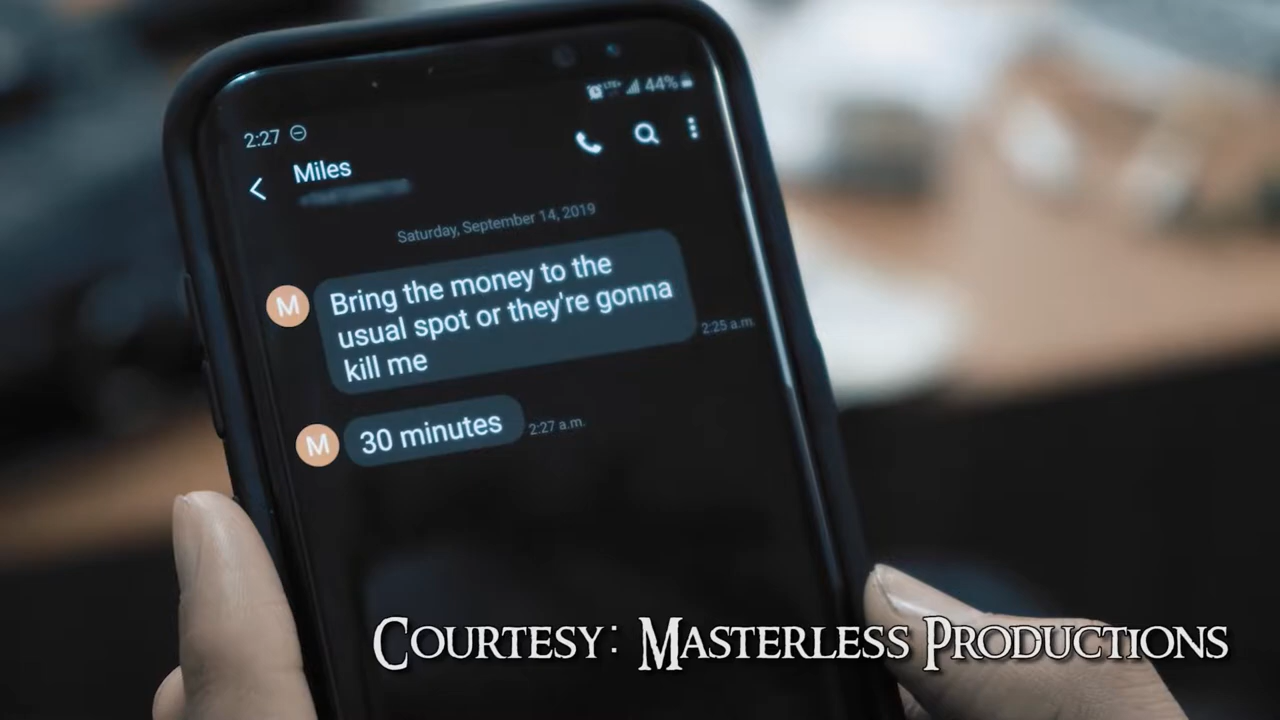 44%
2:27
Miles
Saturday, September 14, 2019
M
Bring the money to the
usual spot or they're gonna
kill me
2:25 a.m.
M
30 minutes
2:27 a.m.
Courtesy: Masterless Productions